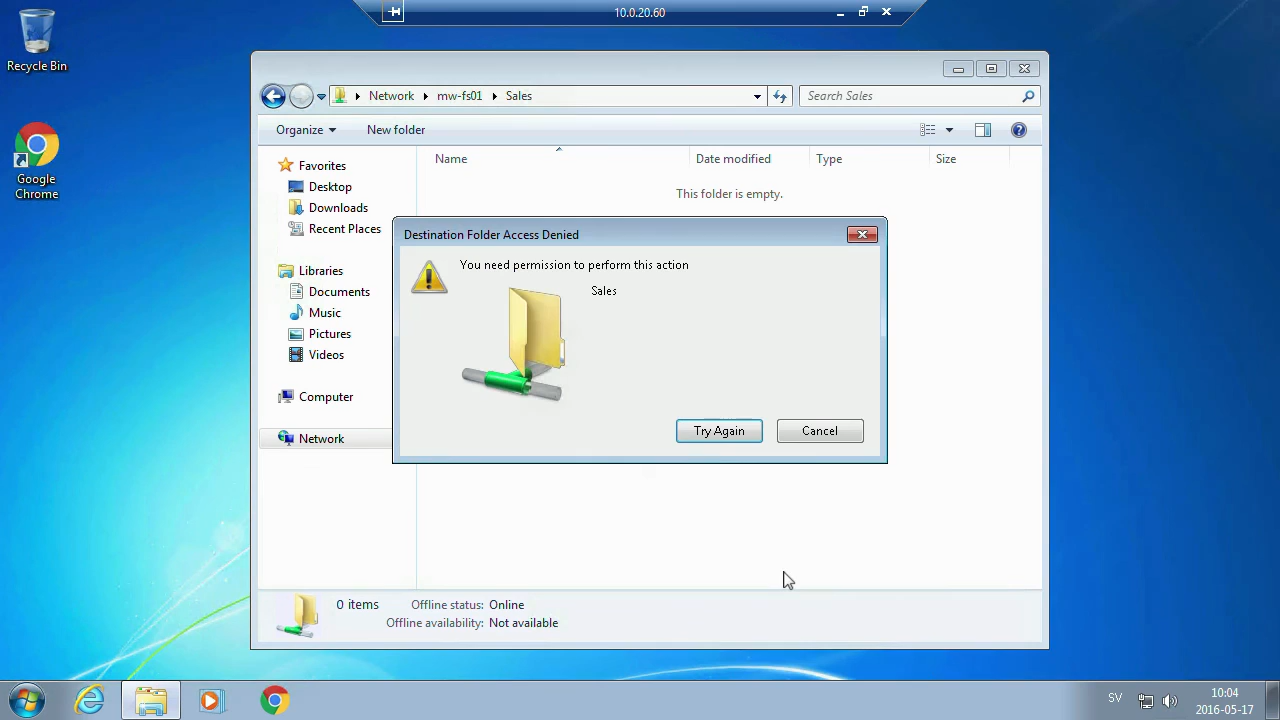 10.0.20.60
Recycle Bin
Google
Chrome
Network mw-fs01 Sales
Search Sales
Organize New folder
Name Date modified Type Size
This folder is empty.
Favorites
Desktop
Downloads
Recent Places
Libraries
Documents
Music
Pictures
Videos
Computer
Network
Destination Folder Access Denied
You need permission to perform this action
Sales
Try Again Cancel
0 items Offline status: Online
Offline availability: Not available
SV
10:04
2016-05-17